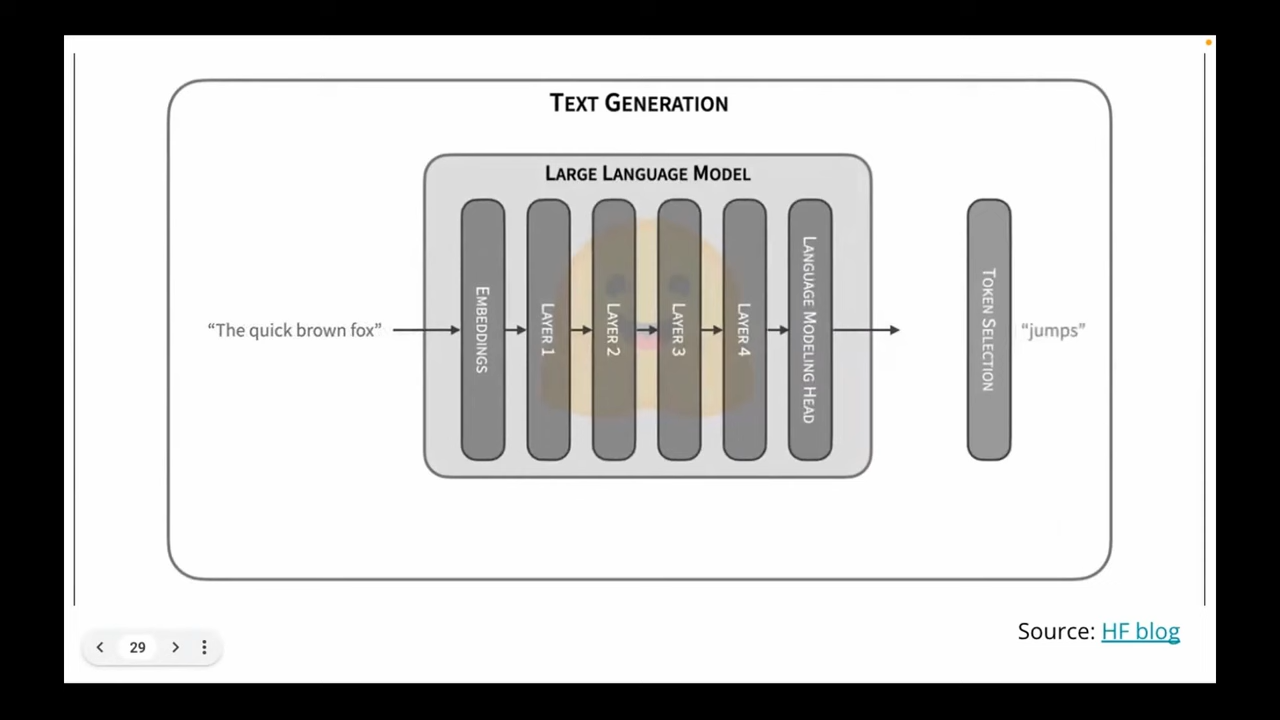 TEXT GENERATION
LARGE LANGUAGE MODEL
“The quick brown fox”
EMBEDDINGS
LAYER 1
LAYER 2
LAYER 3
LAYER 4
LANGUAGE MODELING HEAD
TOKEN SELECTION
“jumps”
Source: HF blog
29